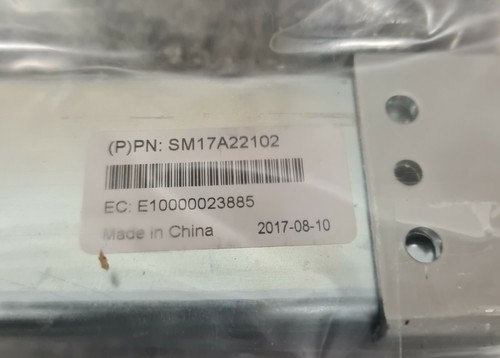 (P)PN: SM17A22102
EC: E10000023885
Made in China 2017-08-10